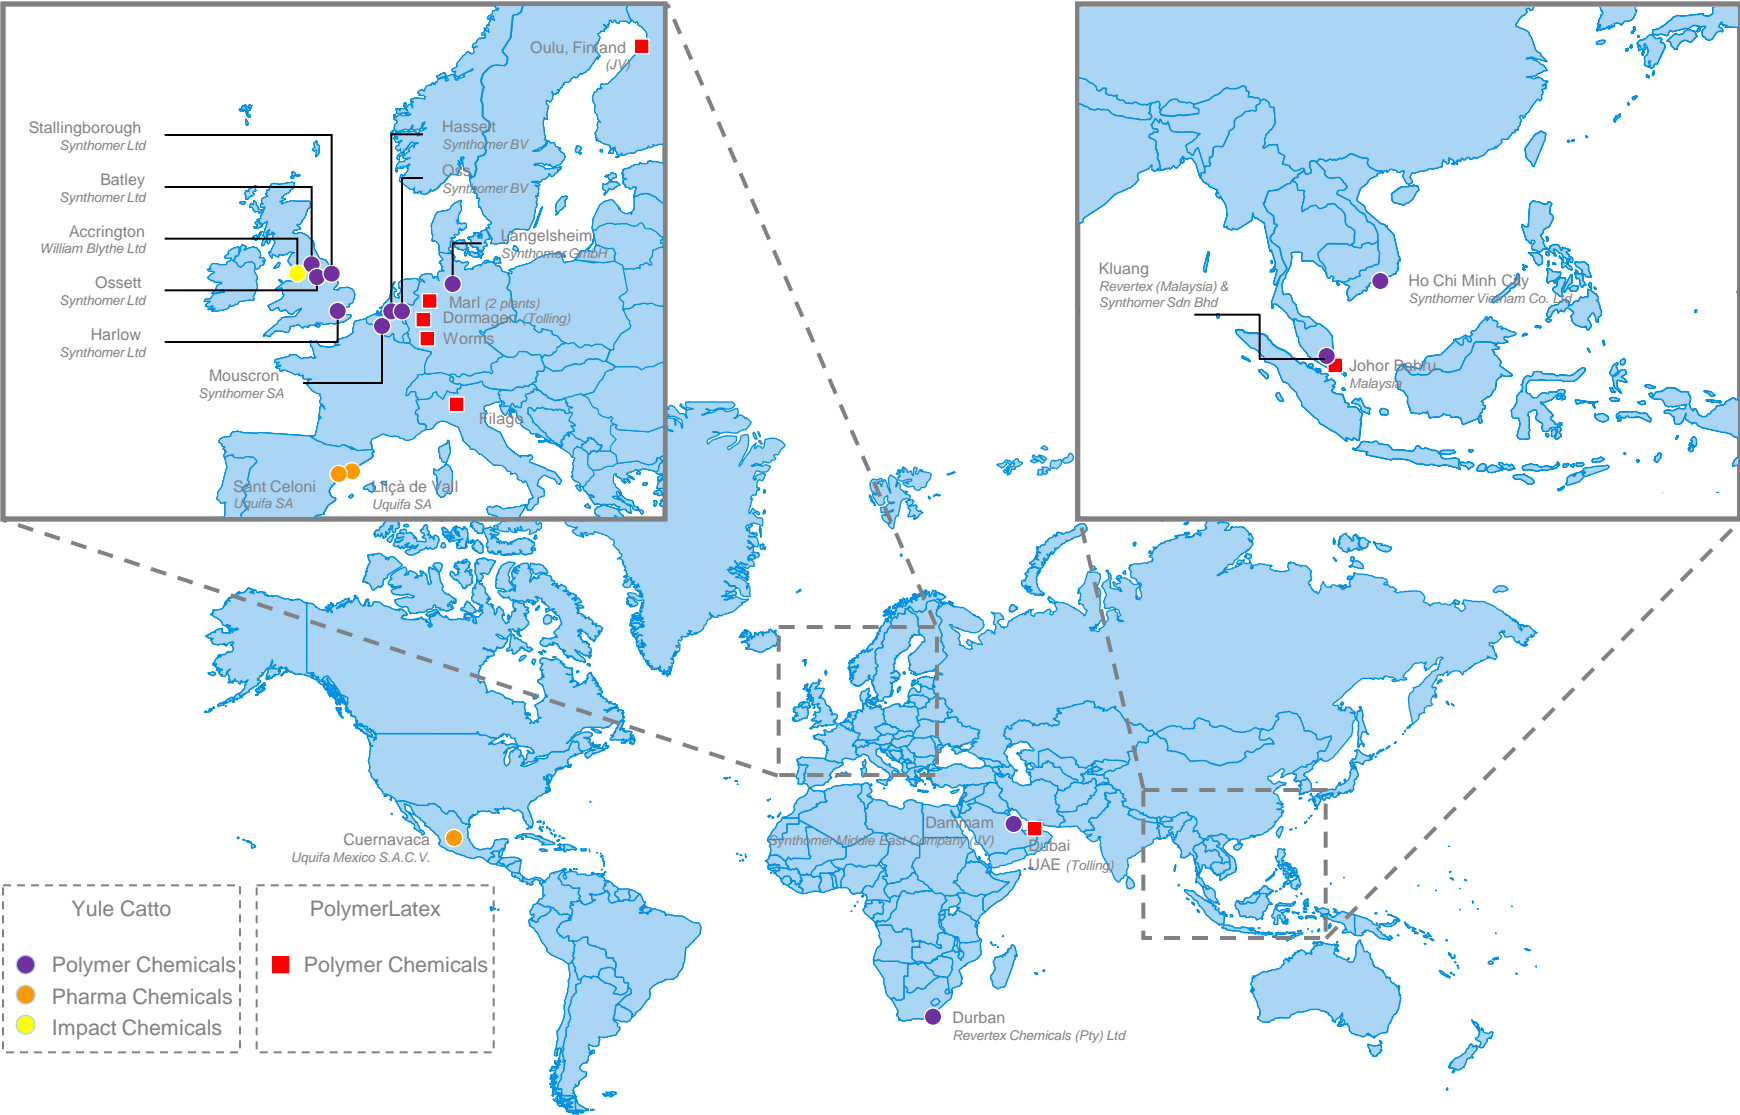 Oulu, Finland
(JV)
Stallingborough
Synthomer Ltd
Batley
Synthomer Ltd
Accrington
William Blythe Ltd
Ossett
Synthomer Ltd
Harlow
Synthomer Ltd
Mouscron
Synthomer SA
Hasselt
Synthomer BV
Oss
Synthomer BV
Langelsheim
Synthomer GmbH
Marl (2 plants)
Dormagen (Tolling)
Worms
Filago
Sant Celoni
Uquifa SA
Lliçà de Vall
Uquifa SA
Kluang
Revertex (Malaysia) &
Synthomer Sdn Bhd
Ho Chi Minh City
Synthomer Vietnam Co. Ltd
Johor Bahru
Malaysia
Cuernavaca
Uquifa Mexico S.A.C.V.
Dammam
Synthomer Middle East Company (JV)
Dubai
UAE (Tolling)
Durban
Revertex Chemicals (Pty) Ltd
Yule Catto
Polymer Chemicals
Pharma Chemicals
Impact Chemicals
PolymerLatex
Polymer Chemicals